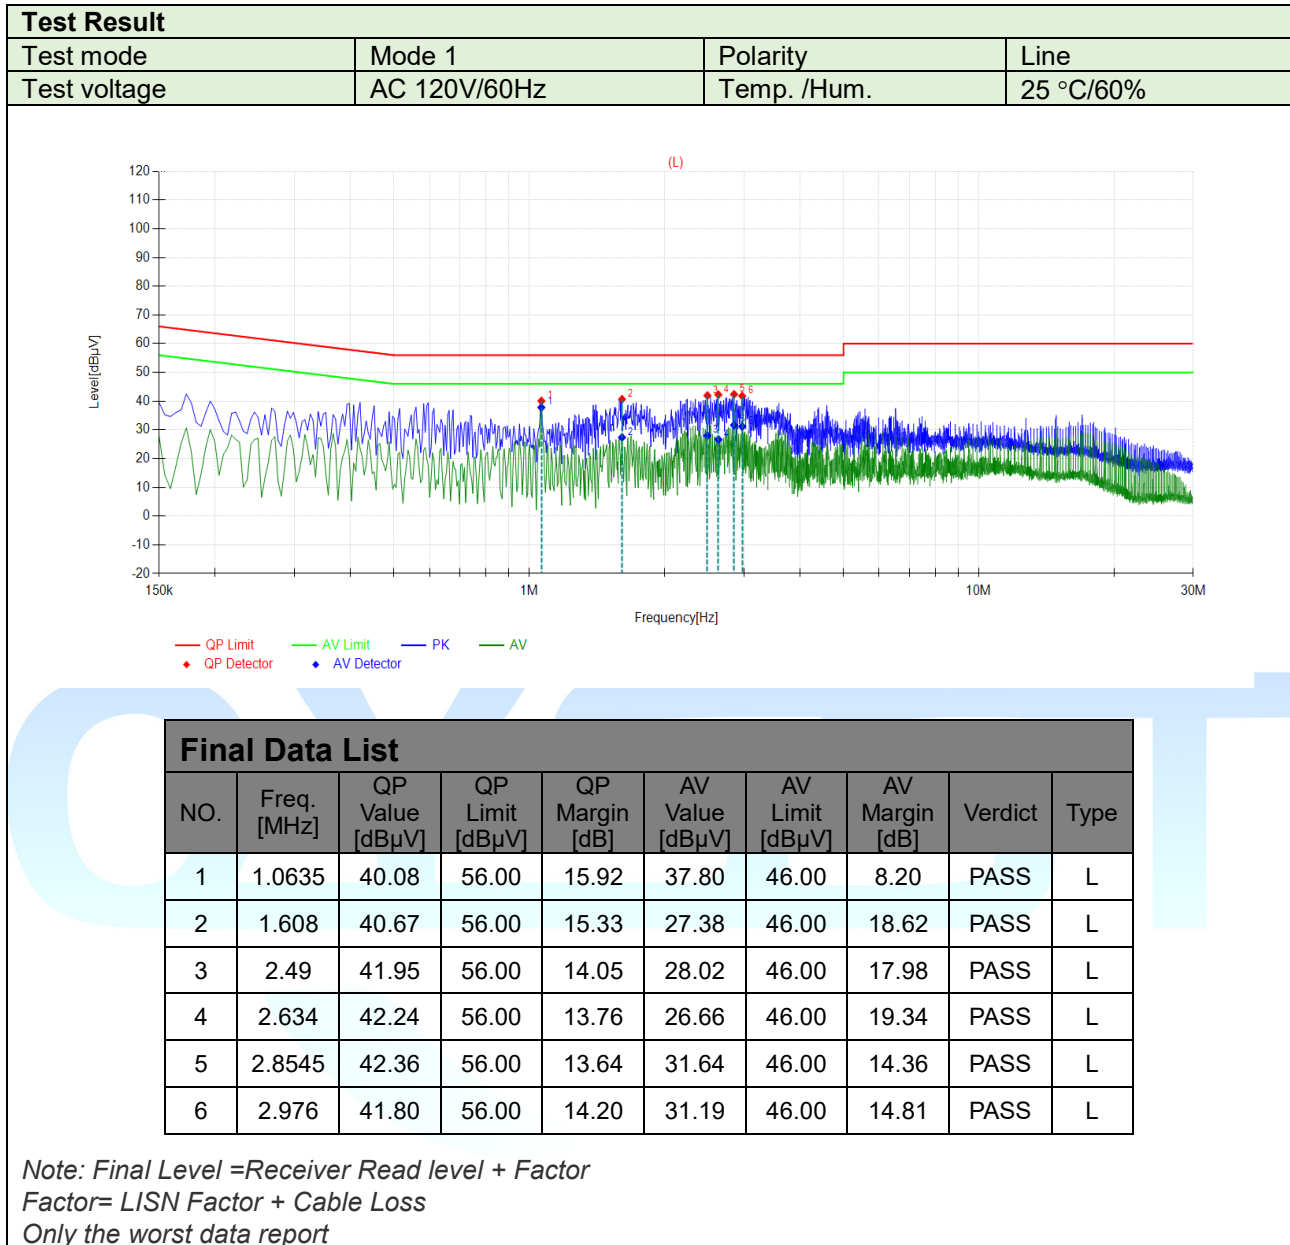 Test Result
Test mode Mode 1 Polarity Line
Test voltage AC 120V/60Hz Temp. /Hum. 25 °C/60%
(L)
120
110
100
90
80
70
60
50
40
30
20
10
0
-10
-20
Level[dBµV]
1 2 3 4 5 6
1
150k 1M 10M 30M
Frequency[Hz]
QP Limit AV Limit PK AV
QP Detector AV Detector
Final Data List
NO. Freq. [MHz] QP Value [dBµV] QP Limit [dBµV] QP Margin [dB] AV Value [dBµV] AV Limit [dBµV] AV Margin [dB] Verdict Type
1 1.0635 40.08 56.00 15.92 37.80 46.00 8.20 PASS L
2 1.608 40.67 56.00 15.33 27.38 46.00 18.62 PASS L
3 2.49 41.95 56.00 14.05 28.02 46.00 17.98 PASS L
4 2.634 42.24 56.00 13.76 26.66 46.00 19.34 PASS L
5 2.8545 42.36 56.00 13.64 31.64 46.00 14.36 PASS L
6 2.976 41.80 56.00 14.20 31.19 46.00 14.81 PASS L
Note: Final Level =Receiver Read level + Factor
Factor= LISN Factor + Cable Loss
Only the worst data report